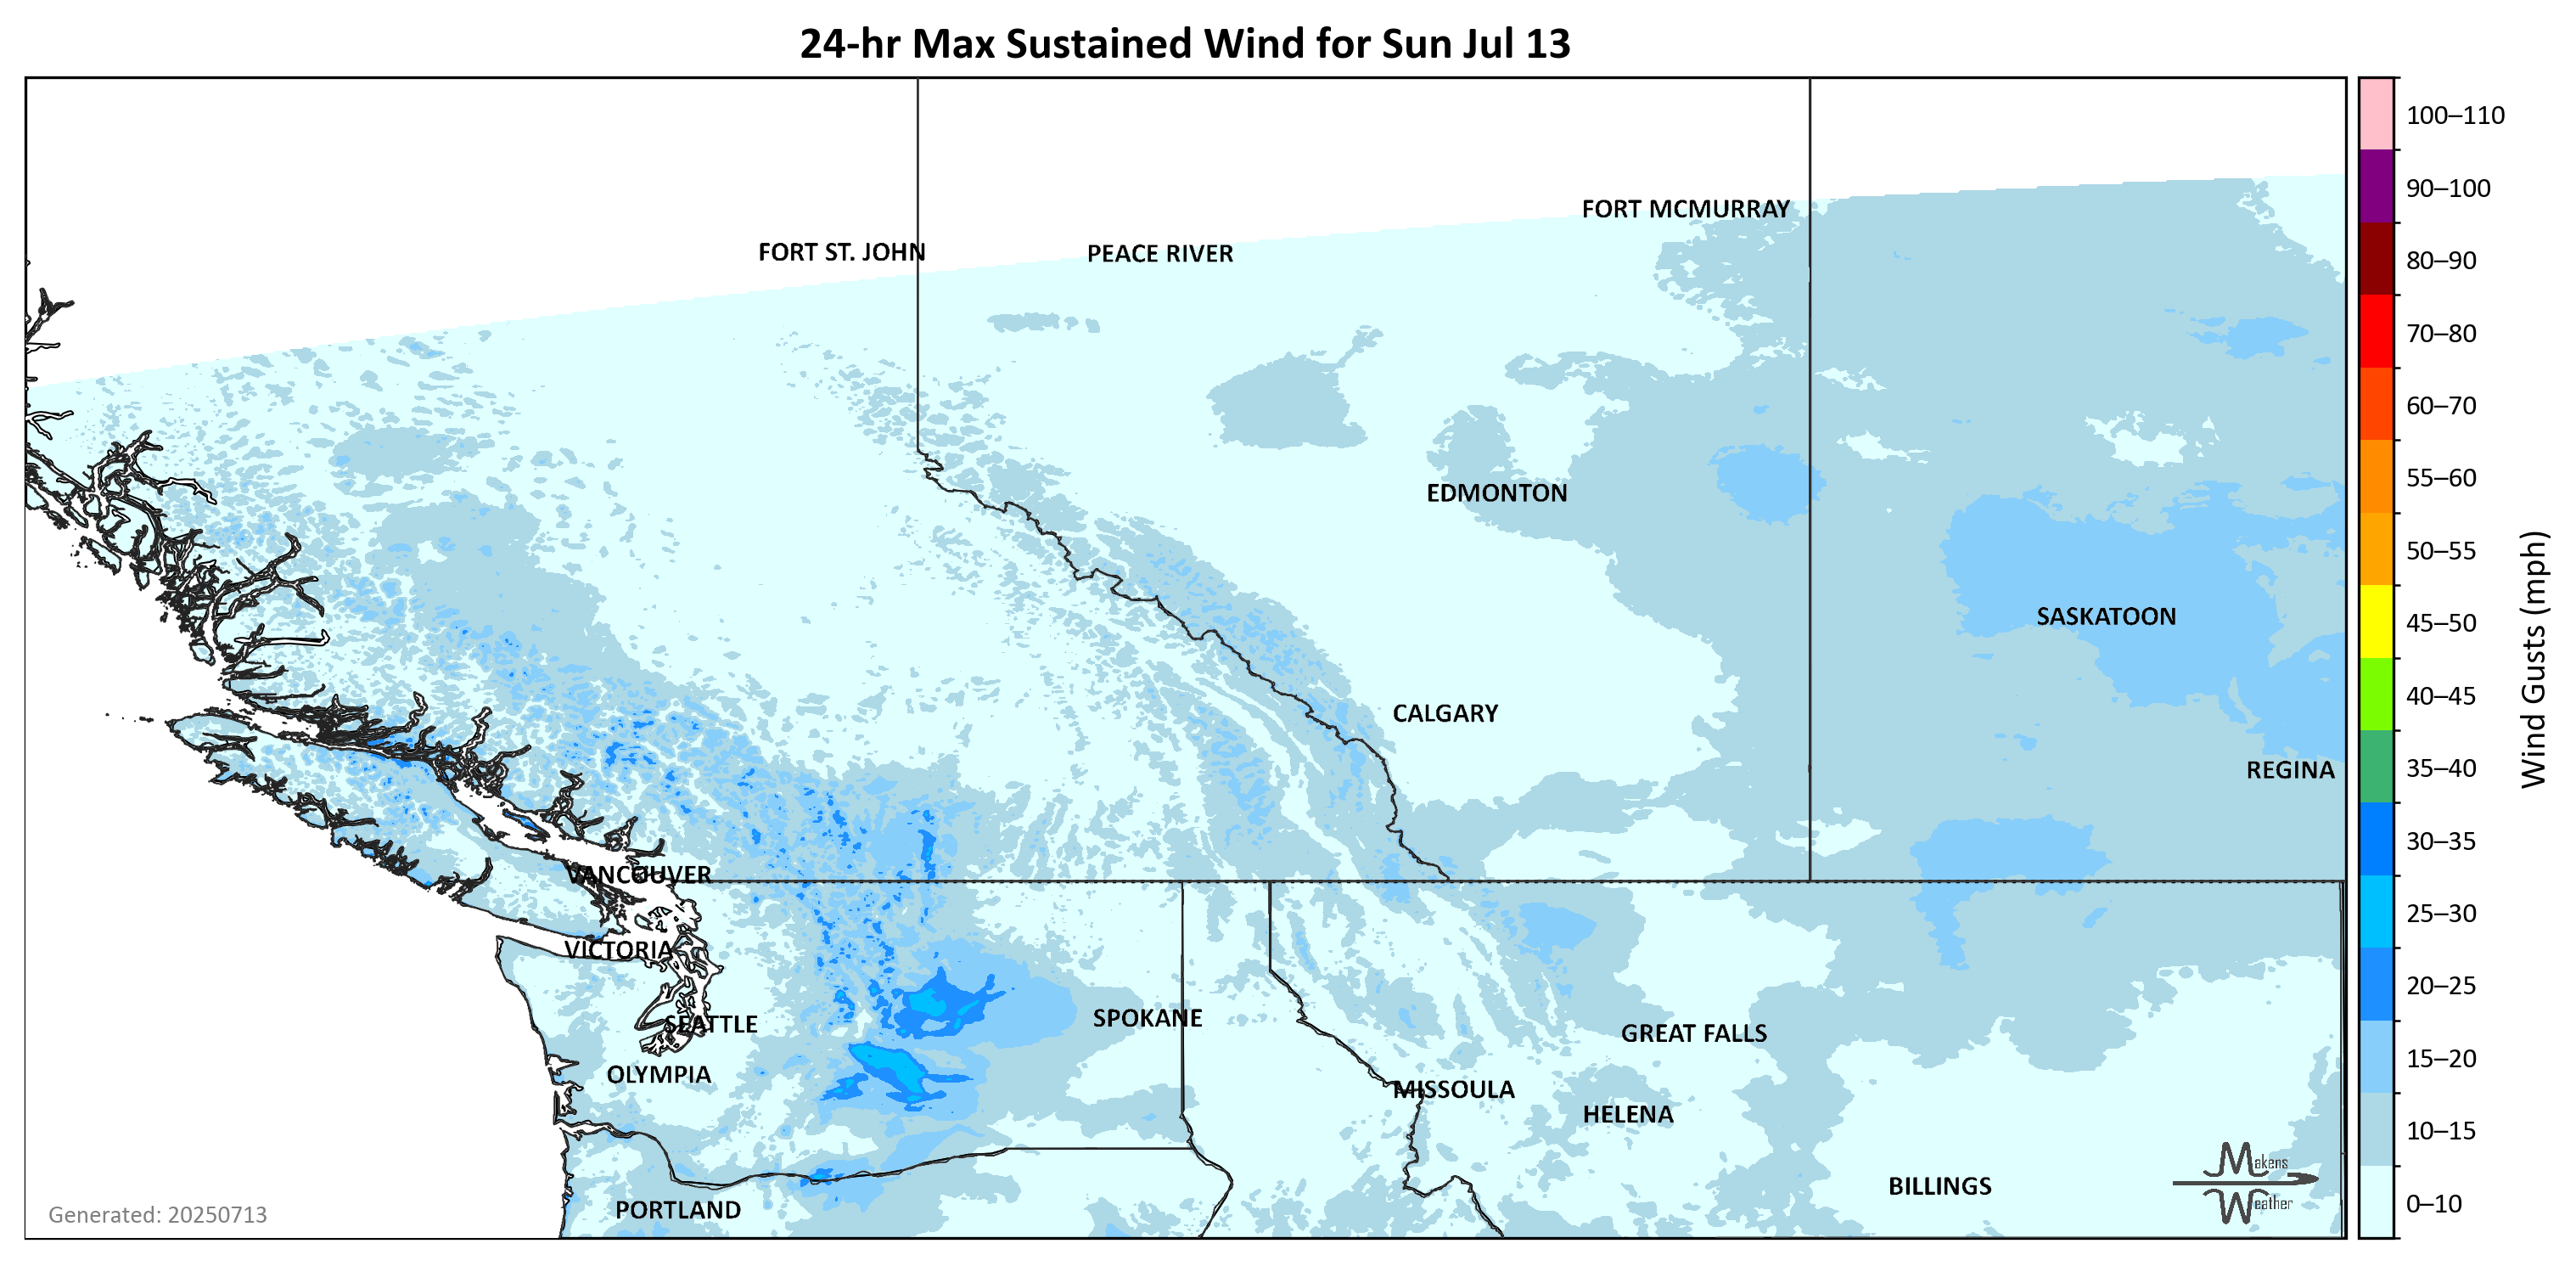 24-hr Max Sustained Wind for Sun Jul 13
100–110
FORT MCMURRAY
90–100
FORT ST. JOHN
PEACE RIVER
80–90
70–80
60–70
EDMONTON
55–60
50–55
SASKATOON
45–50
Wind Gusts (mph)
CALGARY
40–45
REGINA
35–40
VANCOUVER
30–35
VICTORIA
25–30
SEATTLE
SPOKANE
GREAT FALLS
20–25
OLYMPIA
MISSOULA
15–20
HELENA
10–15
Makens
BILLINGS
Weather
PORTLAND
0–10
Generated: 20250713